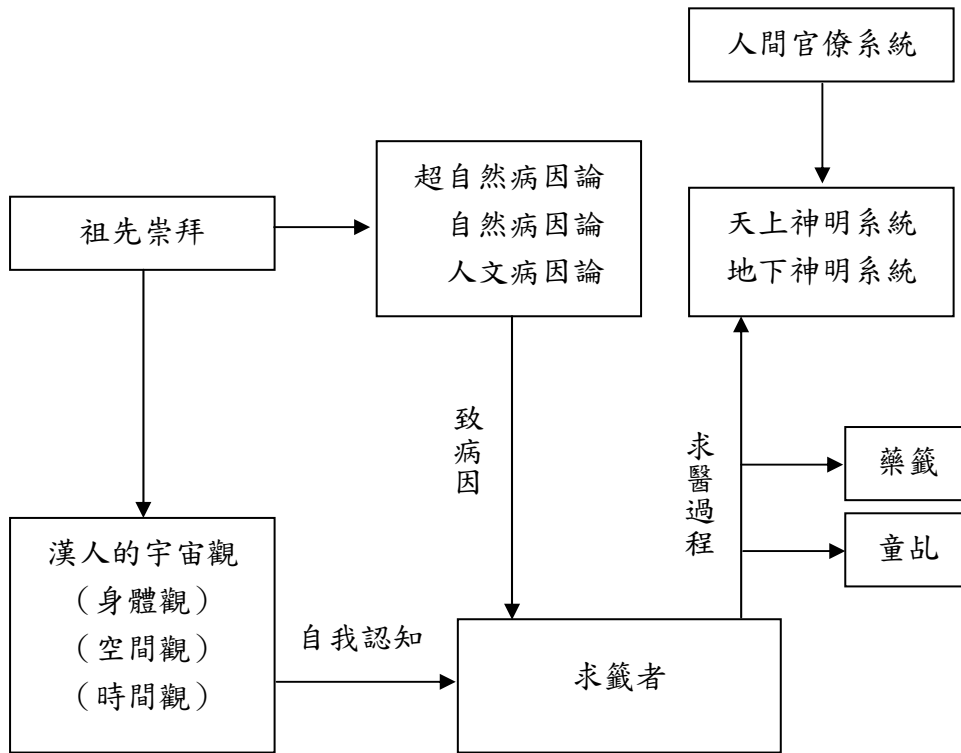 人間官僚系統
超自然病因論
自然病因論
人文病因論
祖先崇拜
天上神明系統
地下神明系統
致病因
求醫過程
藥籤
童乩
漢人的宇宙觀
（身體觀）
（空間觀）
（時間觀）
自我認知
求籤者